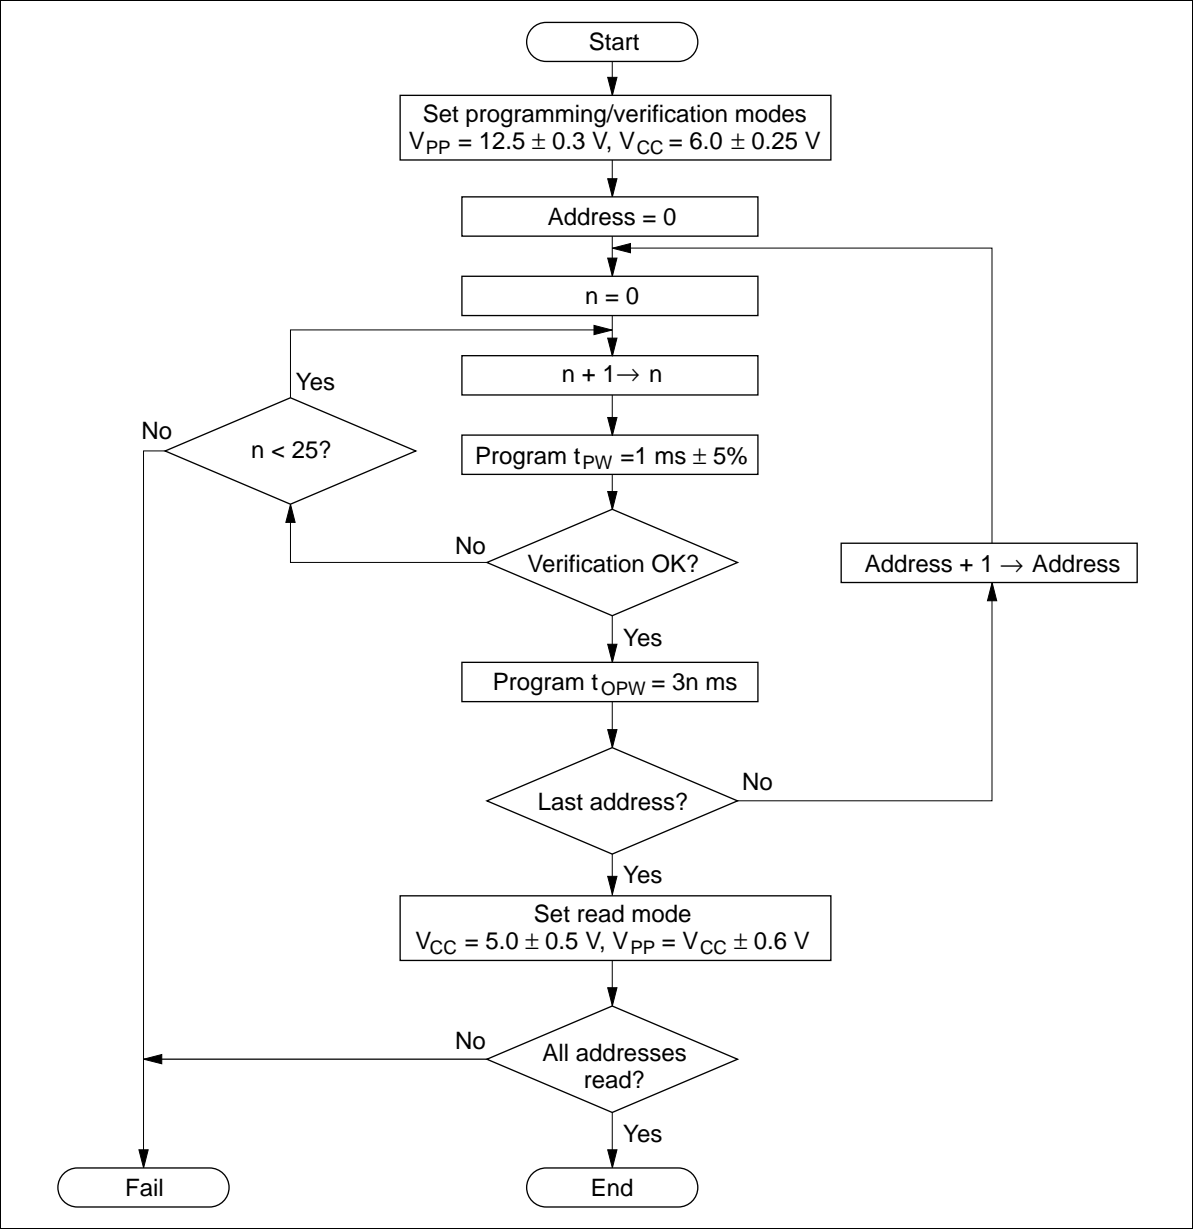 Start
Set programming/verification modes
VPP = 12.5 ± 0.3 V, VCC = 6.0 ± 0.25 V
Address = 0
n = 0
n + 1→ n
Yes
No
n < 25?
Program tPW =1 ms ± 5%
No
Verification OK?
Address + 1 → Address
Yes
Program tOPW = 3n ms
No
Last address?
Yes
Set read mode
VCC = 5.0 ± 0.5 V, VPP = VCC ± 0.6 V
No
All addresses
read?
Yes
Fail
End